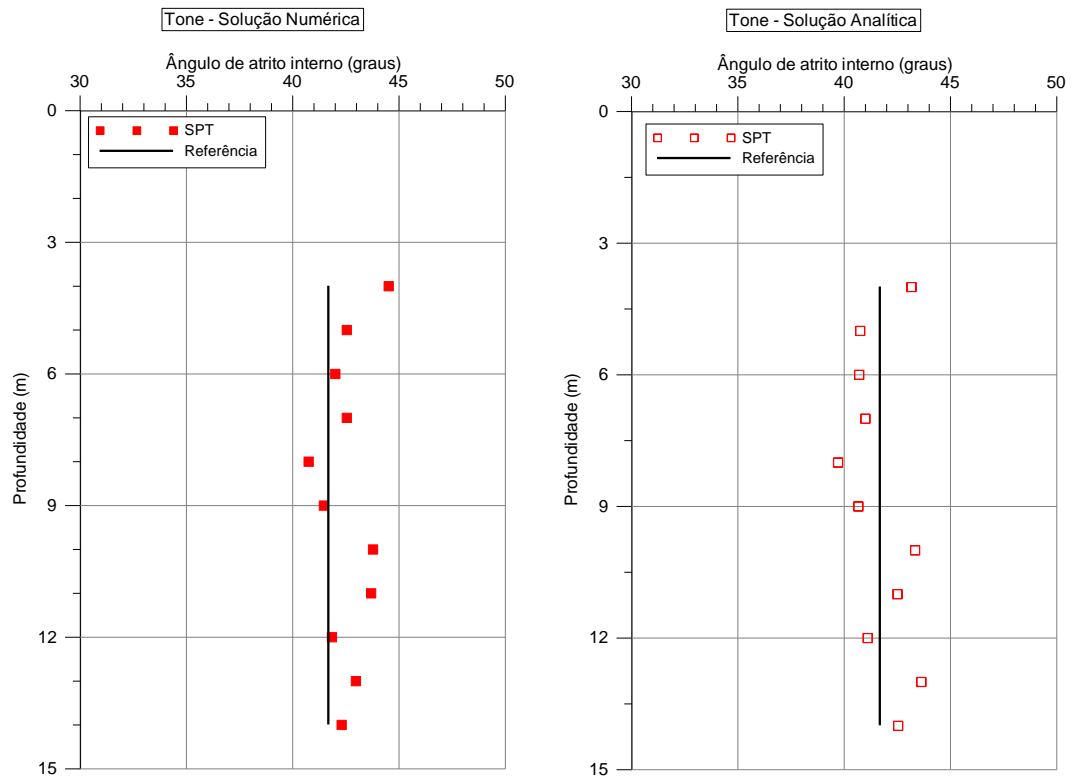 Tone - Solução Numérica
Ângulo de atrito interno (graus)
30 35 40 45 50
0
3
6
9
12
15
Profundidade (m)
SPT
Referência
Tone - Solução Analítica
Ângulo de atrito interno (graus)
30 35 40 45 50
0
3
6
9
12
15
Profundidade (m)
SPT
Referência